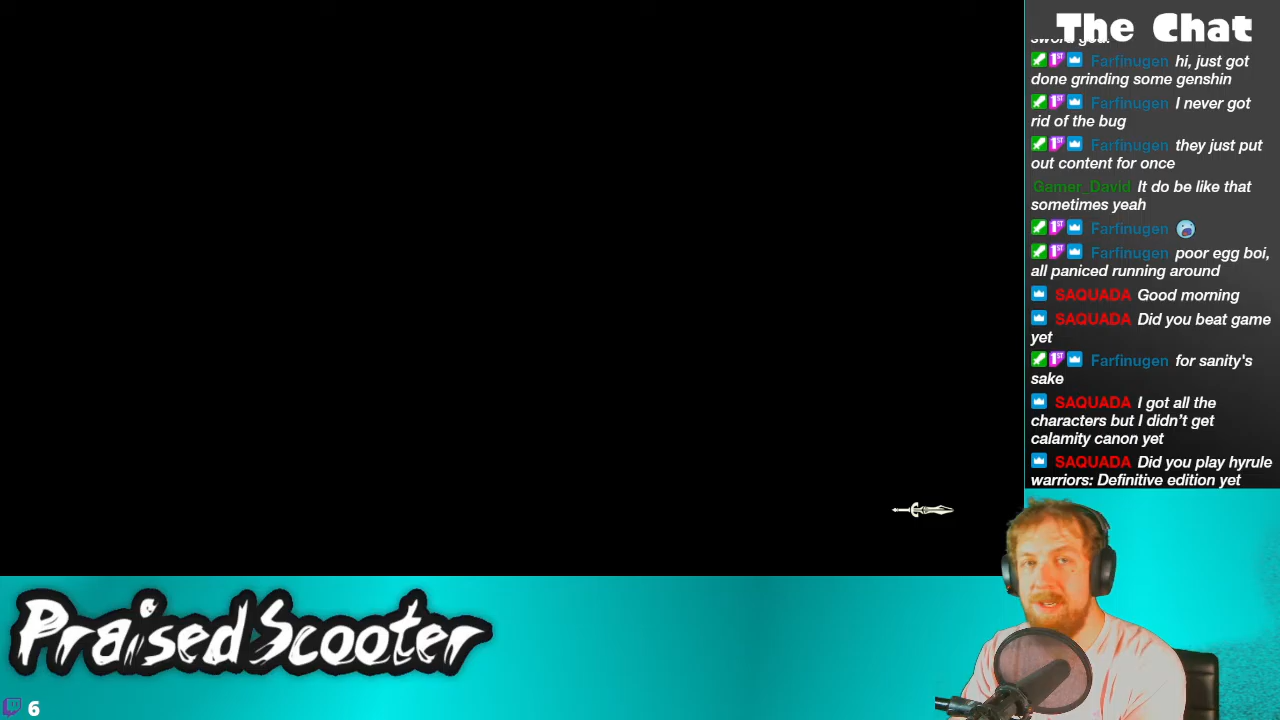 The Chat
sword god.
Farfinugen hi, just got
done grinding some genshin
Farfinugen I never got
rid of the bug
Farfinugen they just put
out content for once
Gamer_David It do be like that
sometimes yeah
Farfinugen
Farfinugen poor egg boi,
all paniced running around
SAQUADA Good morning
SAQUADA Did you beat game
yet
Farfinugen for sanity's
sake
SAQUADA I got all the
characters but I didn't get
calamity canon yet
SAQUADA Did you play hyrule
warriors: Definitive edition yet
PraisedScooter
6